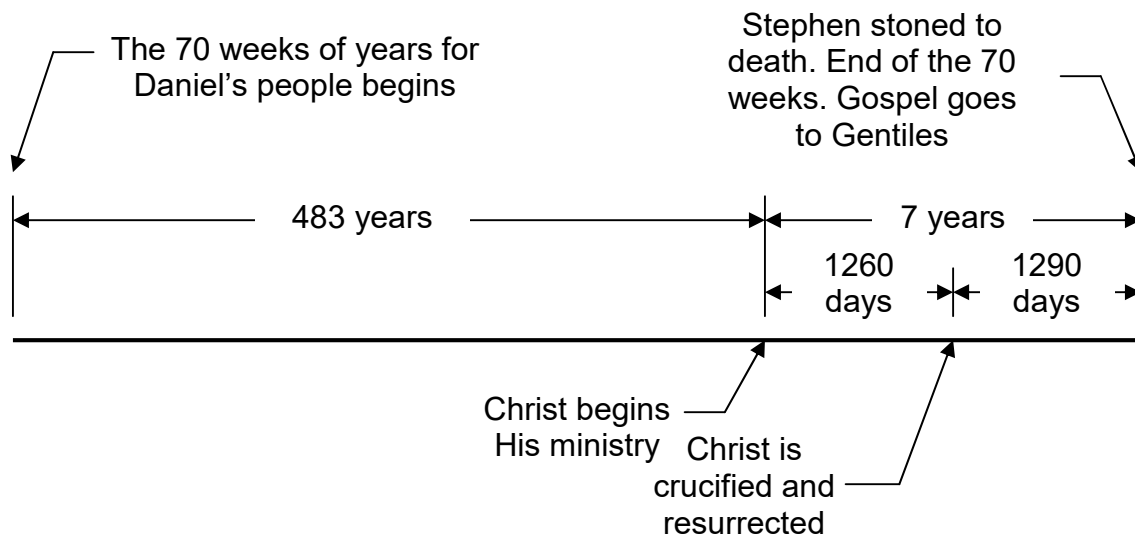 The 70 weeks of years for
Daniel’s people begins
Stephen stoned to
death. End of the 70
weeks. Gospel goes
to Gentiles
483 years
7 years
1260
days
1290
days
Christ begins
His ministry
Christ is
crucified and
resurrected